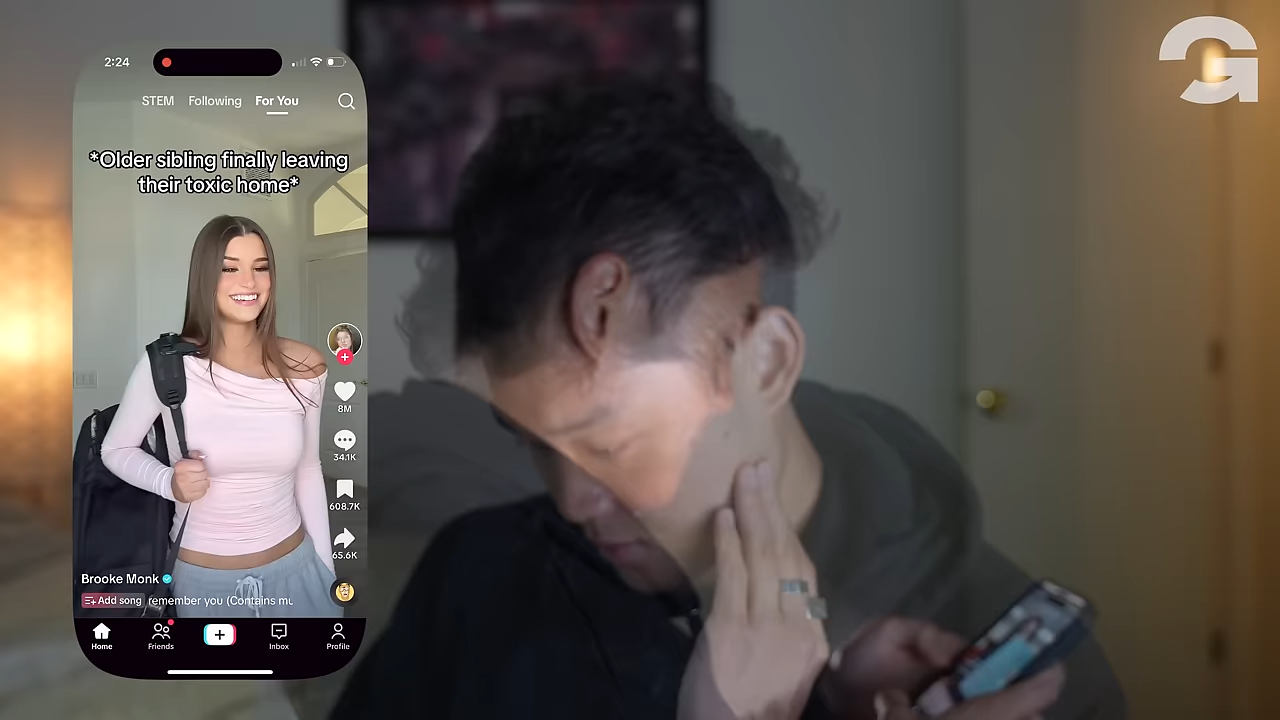 2:24
STEM Following For You
*Older sibling finally leaving
their toxic home*
8M
34.1K
608.7K
65.6K
Brooke Monk
Add song remember you (Contains mu
Home Friends Inbox Profile
G